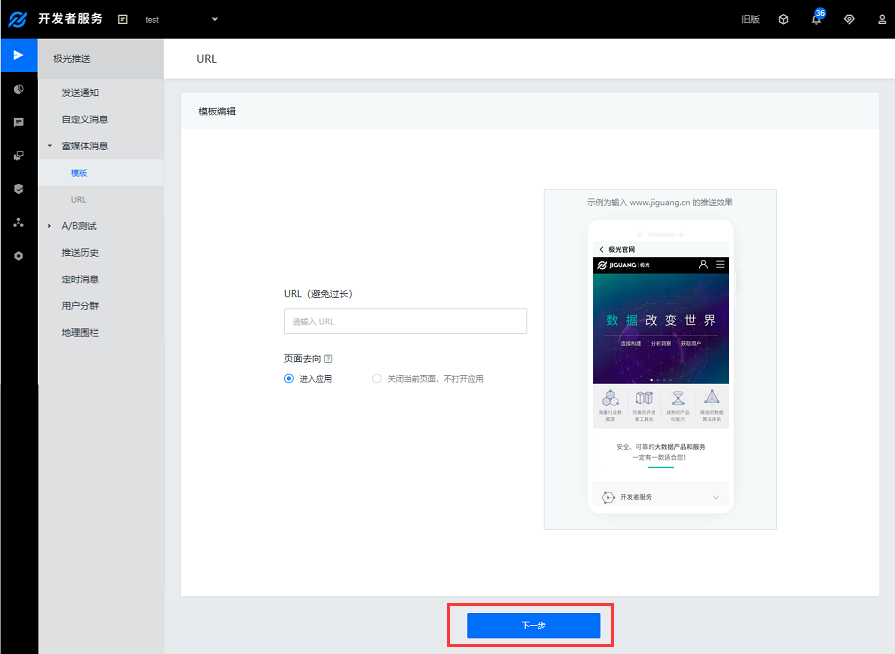 开发者服务
test
旧版
36
极光推送
URL
发送通知
自定义消息
富媒体消息
模版
URL
A/B测试
推送历史
定时消息
用户分群
地理围栏
模板编辑
URL（避免过长）
请输入 URL
页面去向
进入应用
关闭当前页面，不打开应用
示例为输入 www.jiguang.cn 的推送效果
极光官网
JIGUANG | 极光
数据改变世界
连接构建 分析洞察 获取用户
海量行业数
据源
完美的开发
者工具包
成熟的产品
化能力
精准的数据
算法体系
安全、可靠的大数据产品和服务
一定有一款适合您！
开发者服务
下一步